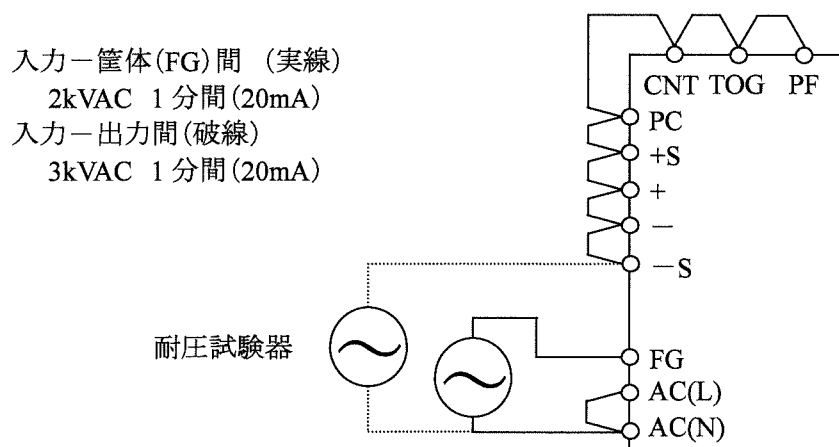 入力－筐体(FG)間 (実線)
2kVAC 1分間(20mA)
入力－出力間(破線)
3kVAC 1分間(20mA)
CNT TOG PF
PC
+S
+
－
－S
耐圧試験器
FG
AC(L)
AC(N)